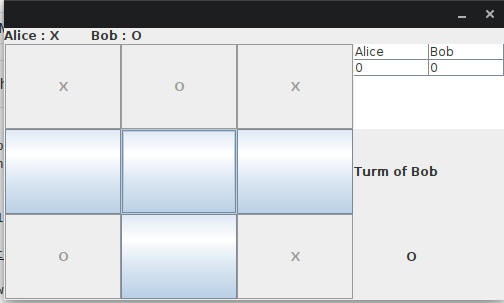 Alice : X Bob : O
X O X
Alice Bob
0 0
Turm of Bob
O X
O